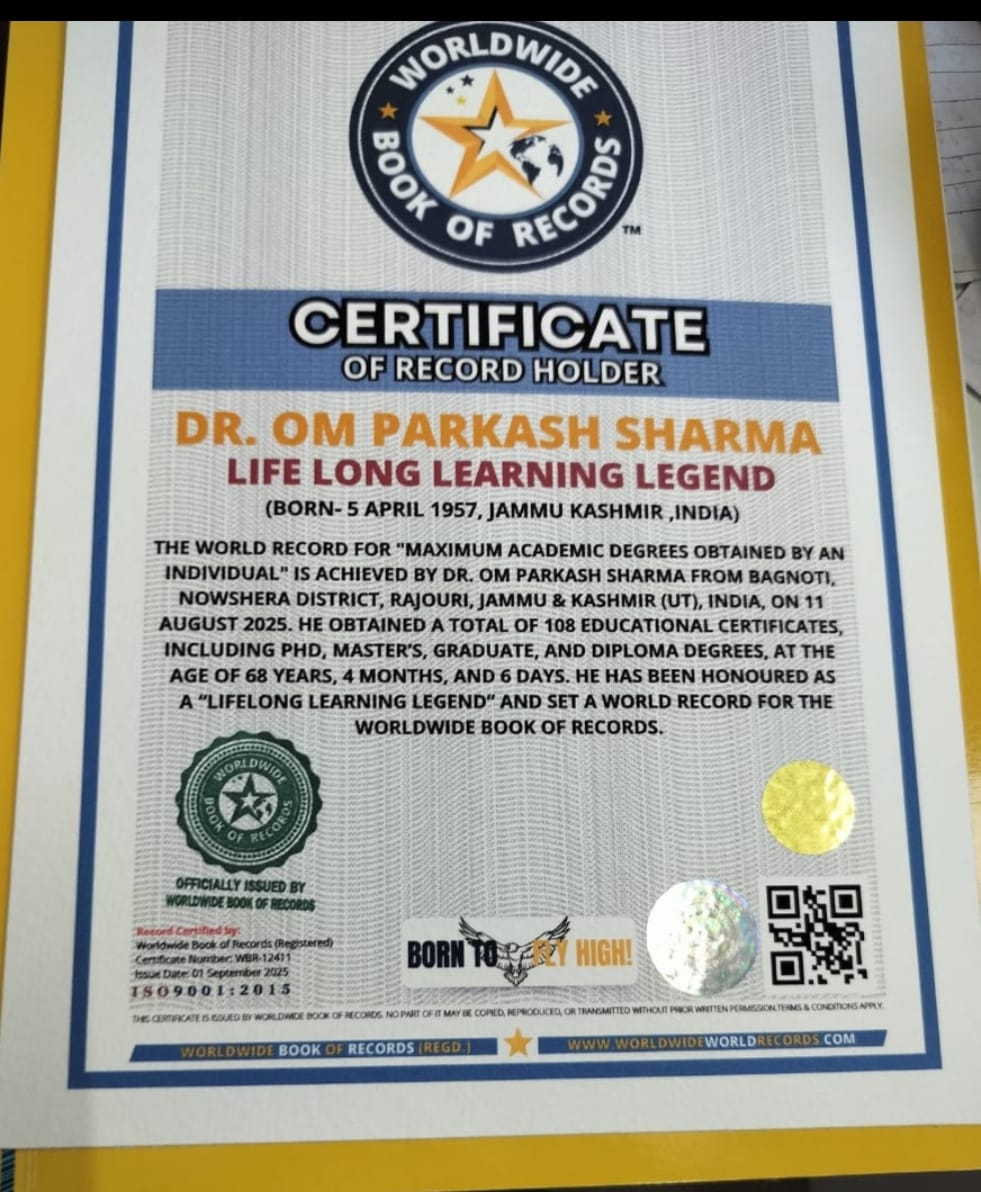 WORLDWIDE
BOOK OF RECORDS
TM
CERTIFICATE
OF RECORD HOLDER
DR. OM PARKASH SHARMA
LIFE LONG LEARNING LEGEND
(BORN- 5 APRIL 1957, JAMMU KASHMIR ,INDIA)
THE WORLD RECORD FOR "MAXIMUM ACADEMIC DEGREES OBTAINED BY AN
INDIVIDUAL" IS ACHIEVED BY DR. OM PARKASH SHARMA FROM BAGNOTI,
NOWSHERA DISTRICT, RAJOURI, JAMMU & KASHMIR (UT), INDIA, ON 11
AUGUST 2025. HE OBTAINED A TOTAL OF 108 EDUCATIONAL CERTIFICATES,
INCLUDING PHD, MASTER'S, GRADUATE, AND DIPLOMA DEGREES, AT THE
AGE OF 68 YEARS, 4 MONTHS, AND 6 DAYS. HE HAS BEEN HONOURED AS
A "LIFELONG LEARNING LEGEND" AND SET A WORLD RECORD FOR THE
WORLDWIDE BOOK OF RECORDS.
WORLDWIDE
BOOK OF RECORDS
OFFICIALLY ISSUED BY
WORLDWIDE BOOK OF RECORDS
Record Certified by:
Worldwide Book of Records (Registered)
Certificate Number: WBR-12411
Issue Date: 01 September 2025
ISO9001:2015
BORN TO FLY HIGH!
THIS CERTIFICATE IS ISSUED BY WORLDWIDE BOOK OF RECORDS. NO PART OF IT MAY BE COPIED, REPRODUCED, OR TRANSMITTED WITHOUT PRIOR WRITTEN PERMISSION.TERMS & CONDITIONS APPLY.
WORLDWIDE BOOK OF RECORDS (REGD.)
WWW.WORLDWIDEWORLDRECORDS.COM